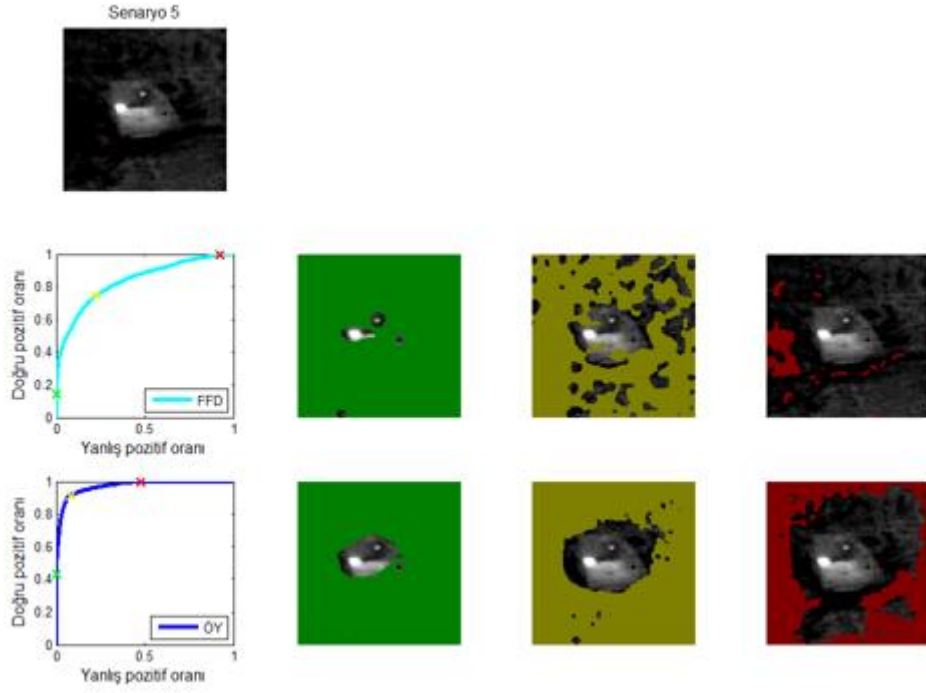 Senaryo 5
Doğru pozitif oranı
1
0.8
0.6
0.4
0.2
0
FFD
0
0.5
1
Yanlış pozitif oranı
Doğru pozitif oranı
1
0.8
0.6
0.4
0.2
0
ÖY
0
0.5
1
Yanlış pozitif oranı